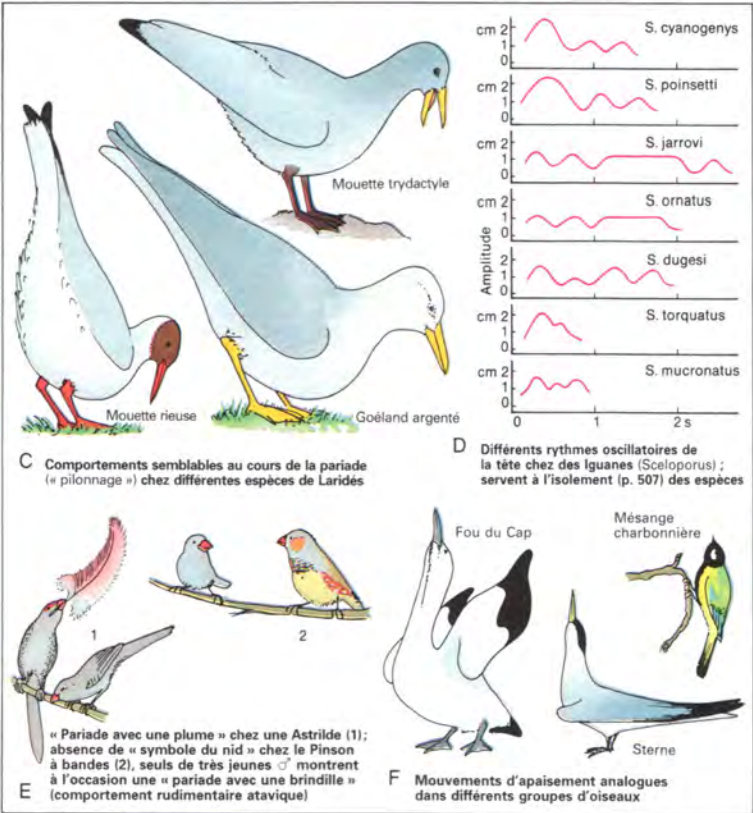 Mouette trydactyle
Mouette rieuse
Goéland argenté
C Comportements semblables au cours de la pariade
(« pilonnage ») chez différentes espèces de Laridés
cm 2
1
0
S. cyanogenys
cm 2
1
0
S. poinsetti
cm 2
1
0
S. jarrovi
cm 2
1
0
S. ornatus
Amplitude
2
1
0
S. dugesi
cm 2
1
0
S. torquatus
cm 2
1
0
S. mucronatus
0 1 2 s
D Différents rythmes oscillatoires de
la tête chez des Iguanes (Sceloporus) ;
servent à l'isolement (p. 507) des espèces
1
2
« Pariade avec une plume » chez une Astrilde (1);
absence de « symbole du nid » chez le Pinson
à bandes (2), seuls de très jeunes ♂ montrent
à l'occasion une « pariade avec une brindille »
E (comportement rudimentaire atavique)
Fou du Cap
Mésange
charbonnière
Sterne
F Mouvements d'apaisement analogues
dans différents groupes d'oiseaux